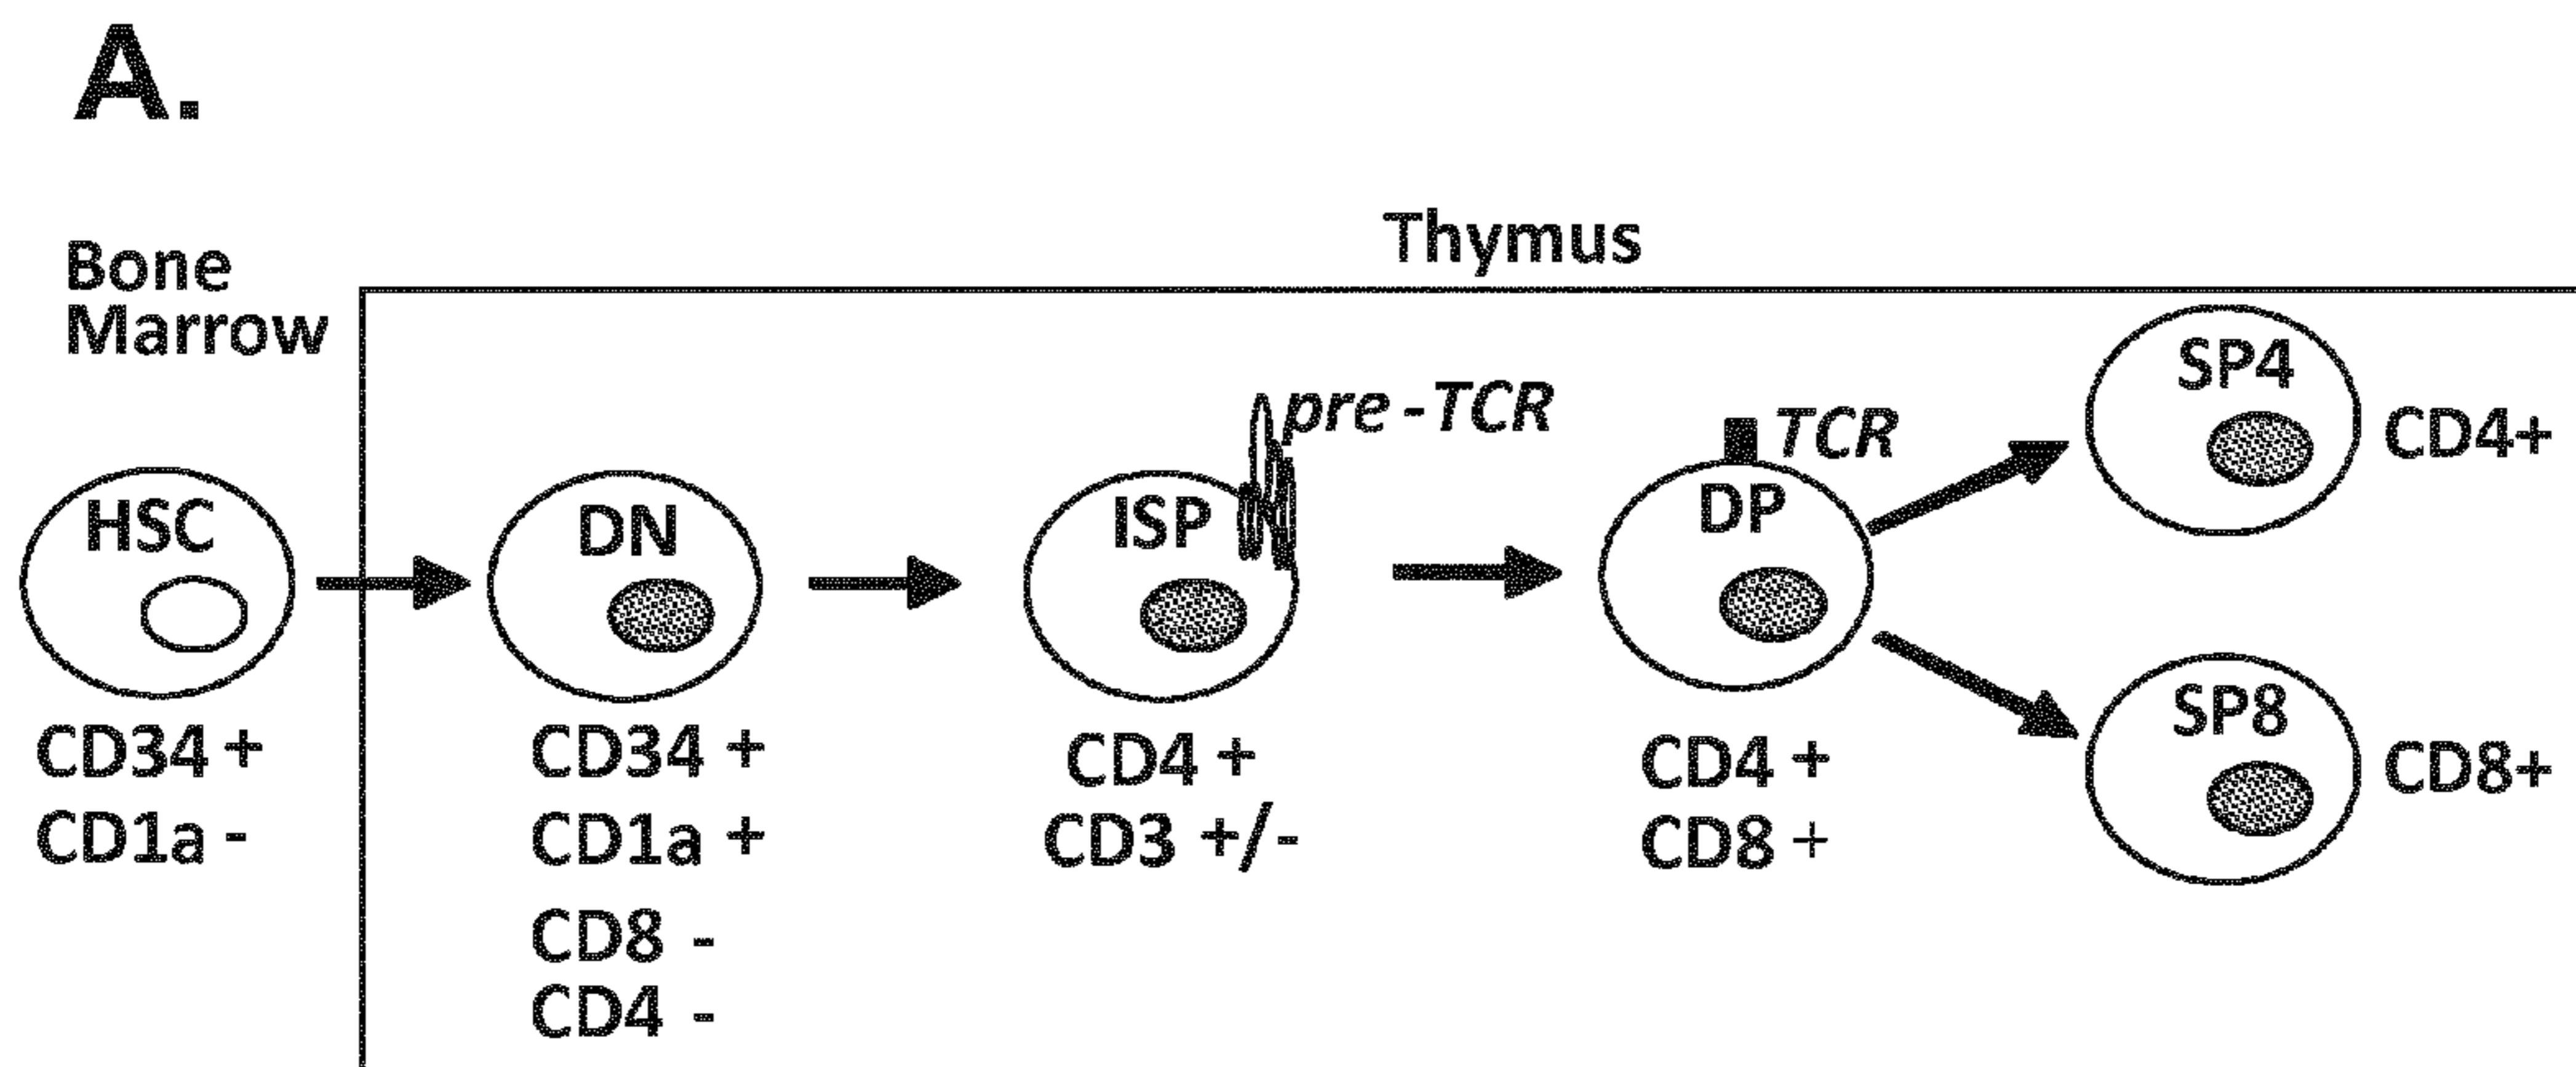 A.
Bone
Marrow
Thymus
HSC
CD34 +
CD1a -
DN
CD34 +
CD1a +
CD8 -
CD4 -
pre-TCR
ISP
CD4 +
CD3 +/-
TCR
DP
CD4 +
CD8 +
SP4
CD4+
SP8
CD8+